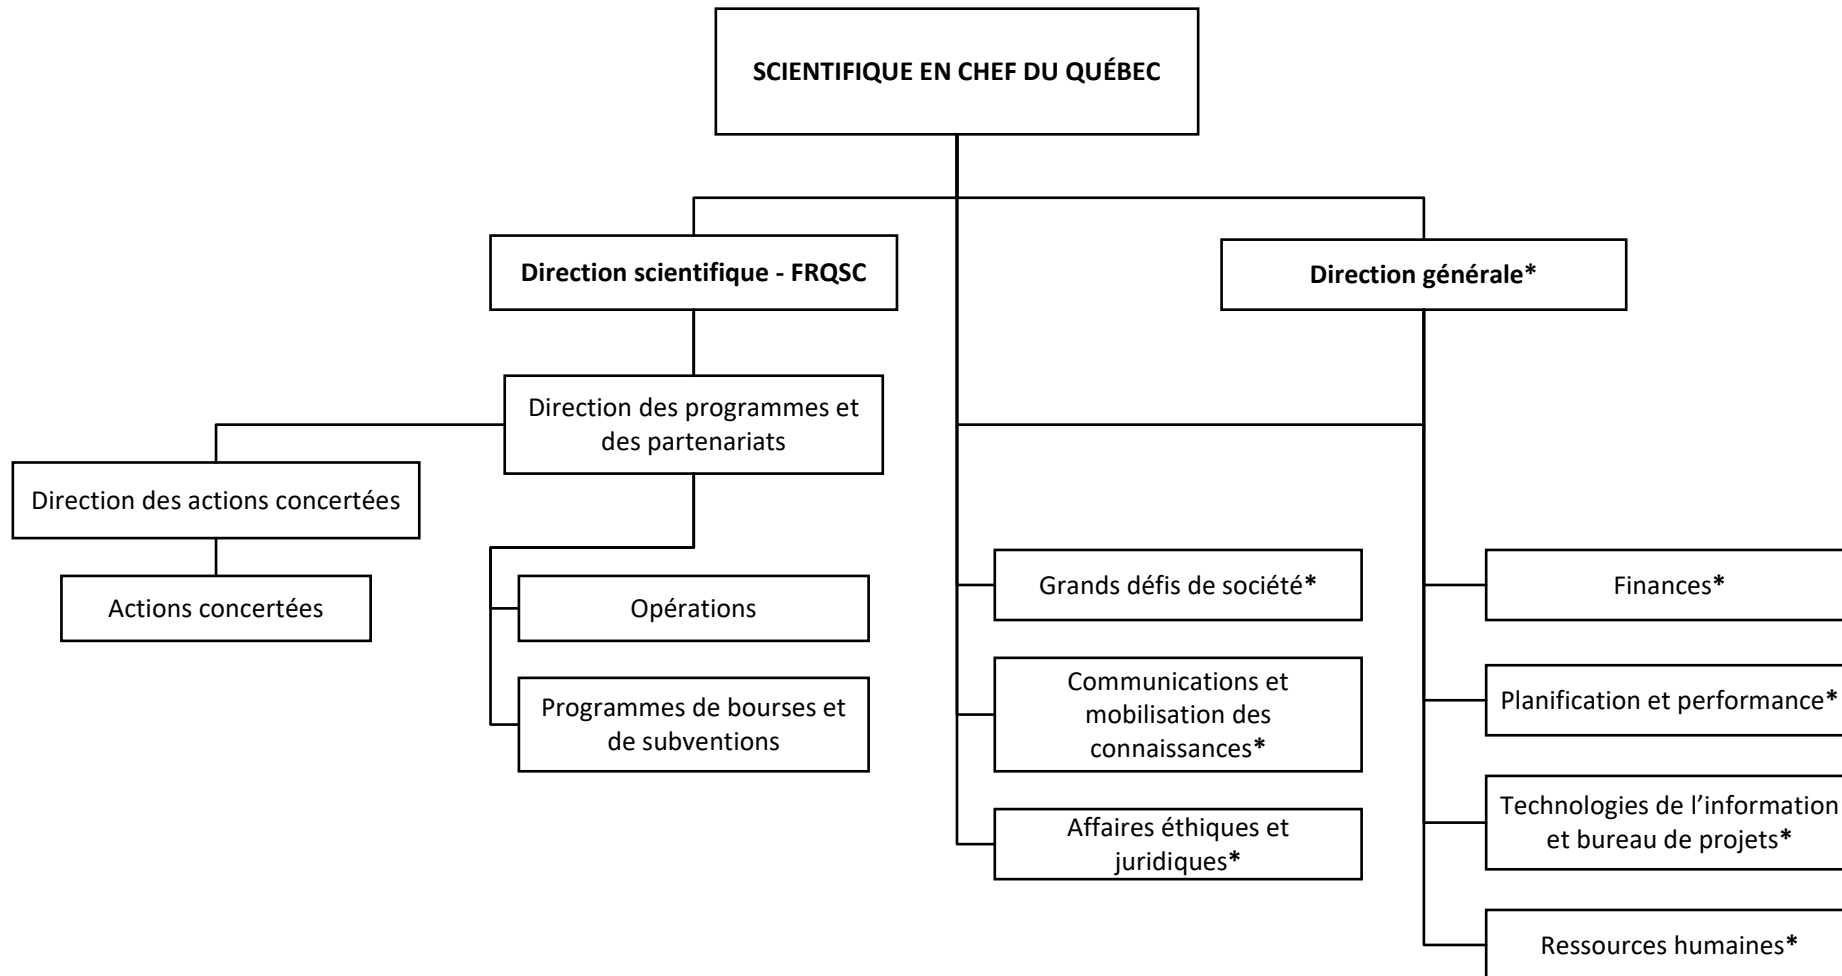 SCIENTIFIQUE EN CHEF DU QUÉBEC
Direction scientifique - FRQSC
Direction générale*
Direction des programmes et
des partenariats
Direction des actions concertées
Actions concertées
Opérations
Programmes de bourses et
de subventions
Grands défis de société*
Communications et
mobilisation des
connaissances*
Affaires éthiques et
juridiques*
Finances*
Planification et performance*
Technologies de l’information
et bureau de projets*
Ressources humaines*